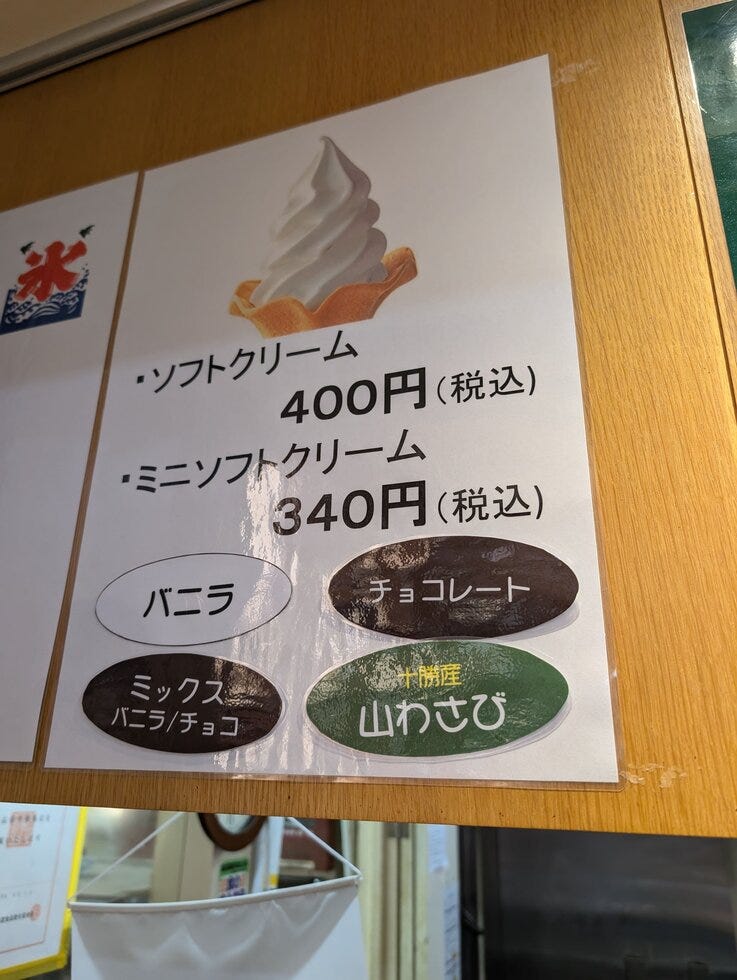 氷
・ソフトクリーム
400円(税込)
・ミニソフトクリーム
340円(税込)
バニラ
チョコレート
ミックス
バニラ/チョコ
十勝産
山わさび